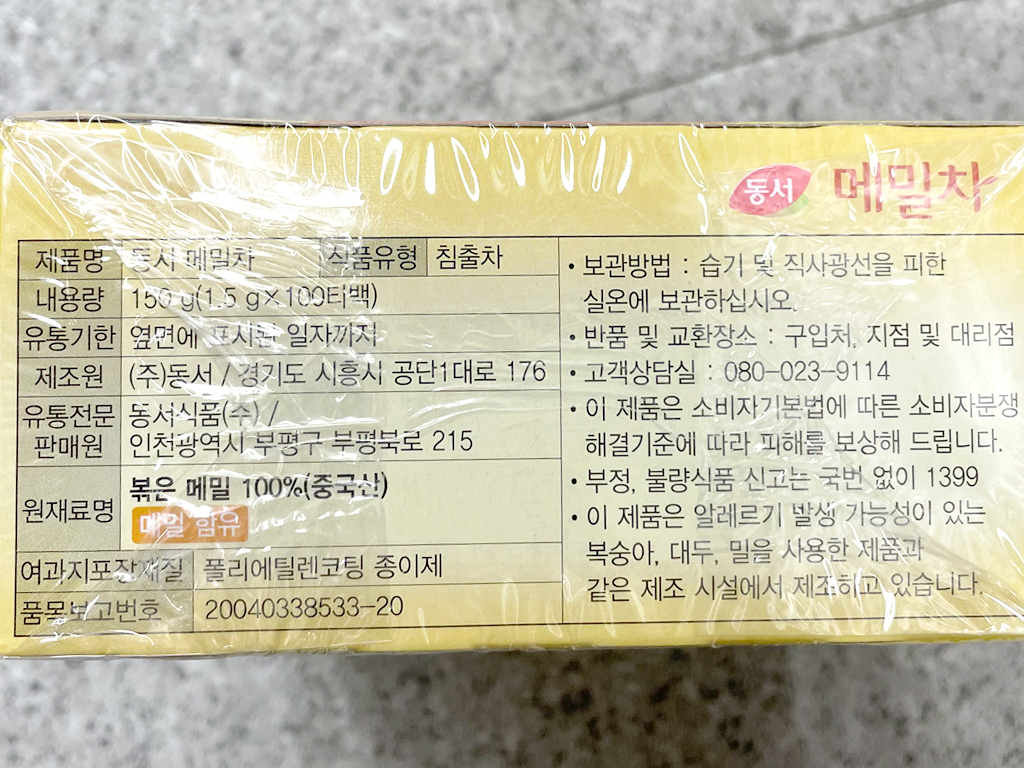 동서 메밀차
제품명 동서 메밀차 식품유형 침출차
내용량 150 g(1.5 g×100티백)
유통기한 옆면에 표시된 일자까지
제조원 (주)동서 / 경기도 시흥시 공단1대로 176
유통전문
판매원
동서식품(주) /
인천광역시 부평구 부평북로 215
원재료명
볶은 메밀 100%(중국산)
메밀 함유
여과지포장재질 폴리에틸렌코팅 종이제
품목보고번호 20040338533-20
• 보관방법 : 습기 및 직사광선을 피한
실온에 보관하십시오.
• 반품 및 교환장소 : 구입처, 지점 및 대리점
• 고객상담실 : 080-023-9114
• 이 제품은 소비자기본법에 따른 소비자분쟁
해결기준에 따라 피해를 보상해 드립니다.
• 부정, 불량식품 신고는 국번 없이 1399
• 이 제품은 알레르기 발생 가능성이 있는
복숭아, 대두, 밀을 사용한 제품과
같은 제조 시설에서 제조하고 있습니다.